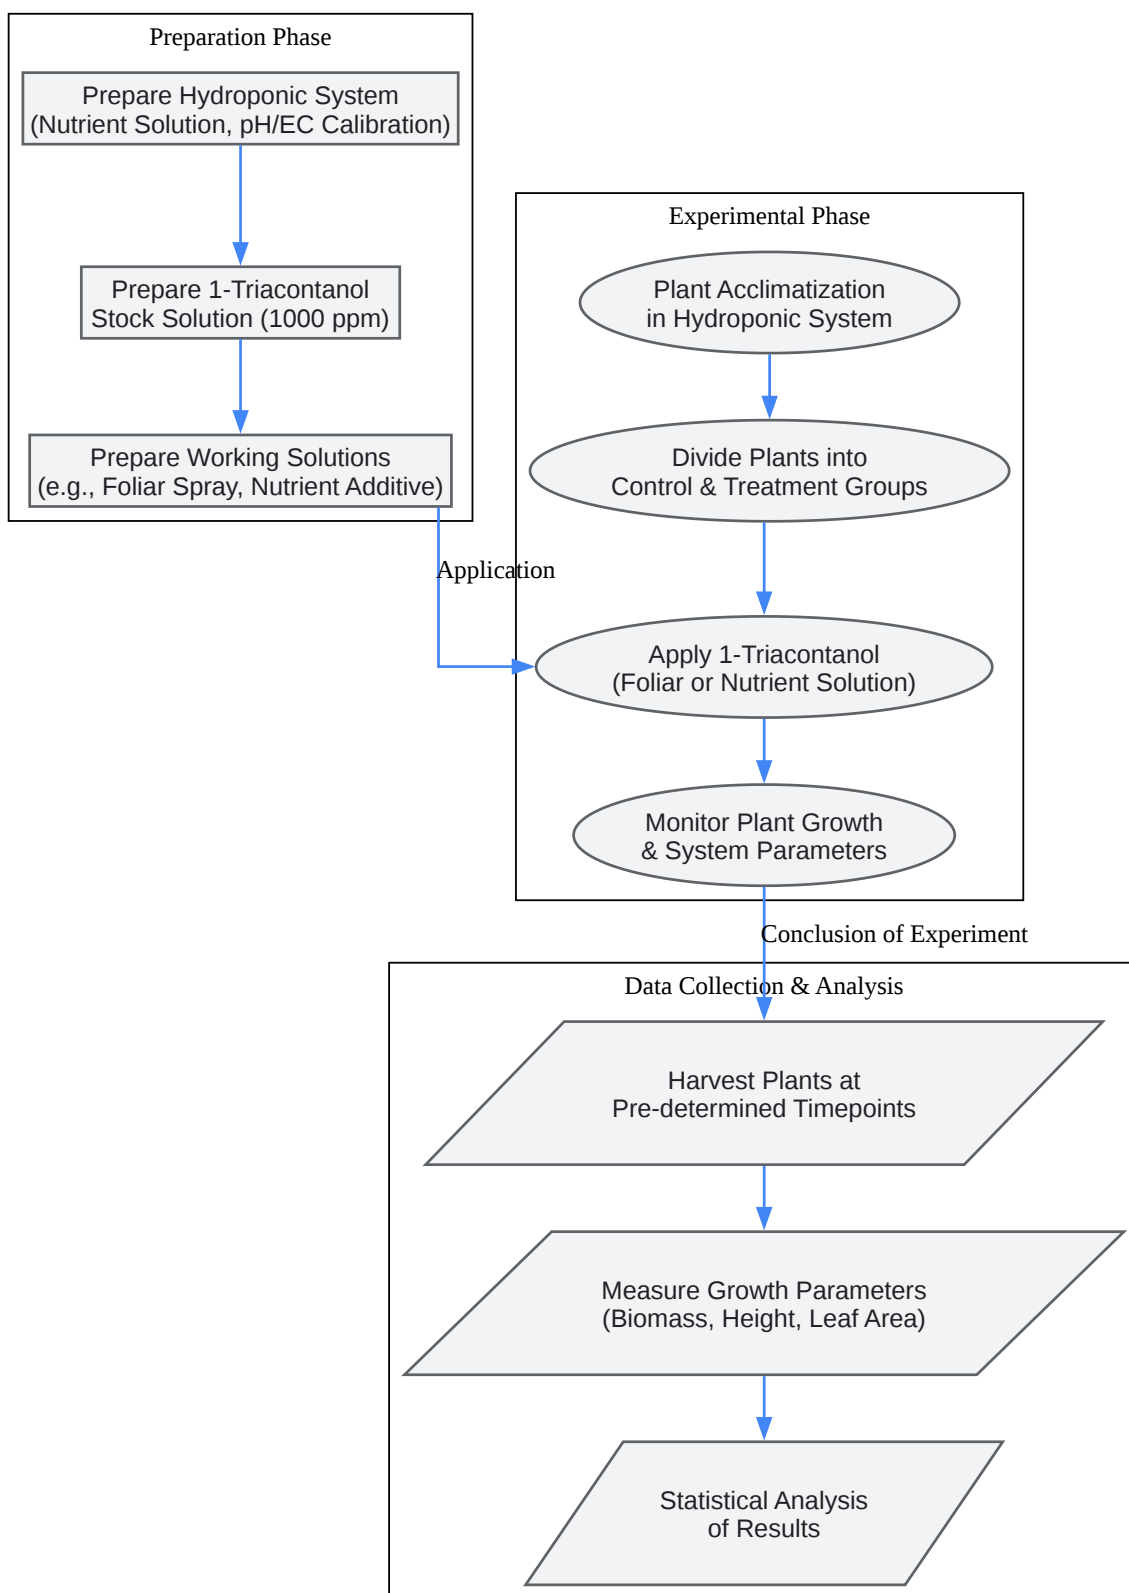 Preparation Phase
Prepare Hydroponic System
(Nutrient Solution, pH/EC Calibration)
Prepare 1-Triacontanol
Stock Solution (1000 ppm)
Prepare Working Solutions
(e.g., Foliar Spray, Nutrient Additive)
Application
Experimental Phase
Plant Acclimatization
in Hydroponic System
Divide Plants into
Control & Treatment Groups
Apply 1-Triacontanol
(Foliar or Nutrient Solution)
Monitor Plant Growth
& System Parameters
Conclusion of Experiment
Data Collection & Analysis
Harvest Plants at
Pre-determined Timepoints
Measure Growth Parameters
(Biomass, Height, Leaf Area)
Statistical Analysis
of Results